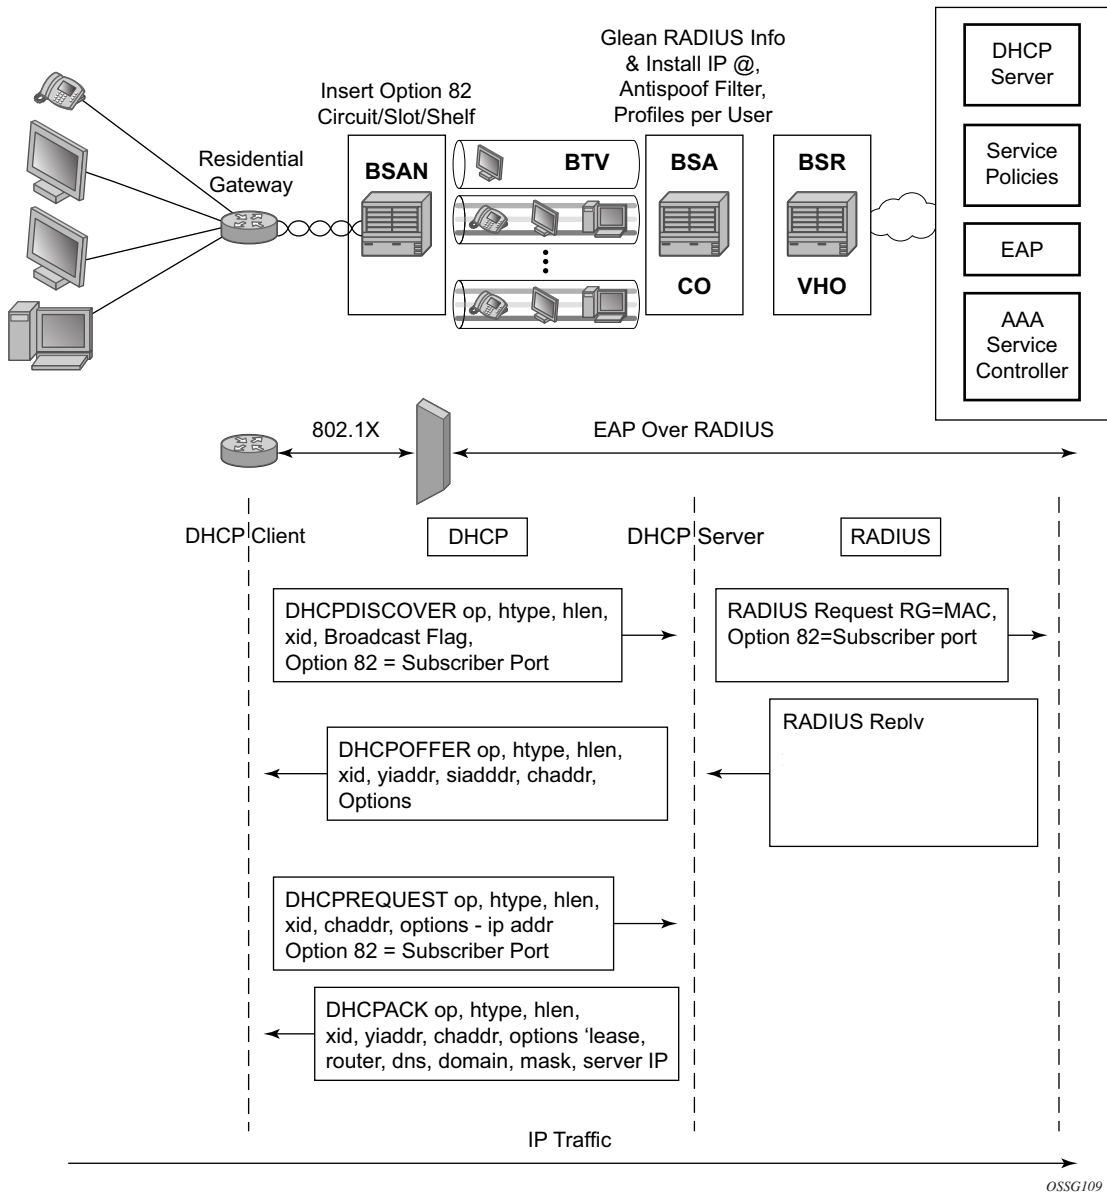 Glean RADIUS Info
& Install IP @,
Antispoof Filter,
Profiles per User
Insert Option 82
Circuit/Slot/Shelf
Residential
Gateway
BSAN
BTV
BSA
CO
BSR
VHO
DHCP
Server
Service
Policies
EAP
AAA
Service
Controller
802.1X
EAP Over RADIUS
DHCP Client
DHCP
DHCP Server
RADIUS
DHCPDISCOVER op, htype, hlen,
xid, Broadcast Flag,
Option 82 = Subscriber Port
RADIUS Request RG=MAC,
Option 82=Subscriber port
RADIUS Reply
DHCPOFFER op, htype, hlen,
xid, yiaddr, siadddr, chaddr,
Options
DHCPREQUEST op, htype, hlen,
xid, chaddr, options - ip addr
Option 82 = Subscriber Port
DHCPACK op, htype, hlen,
xid, yiaddr, chaddr, options ‘lease,
router, dns, domain, mask, server IP
IP Traffic
OSSG109